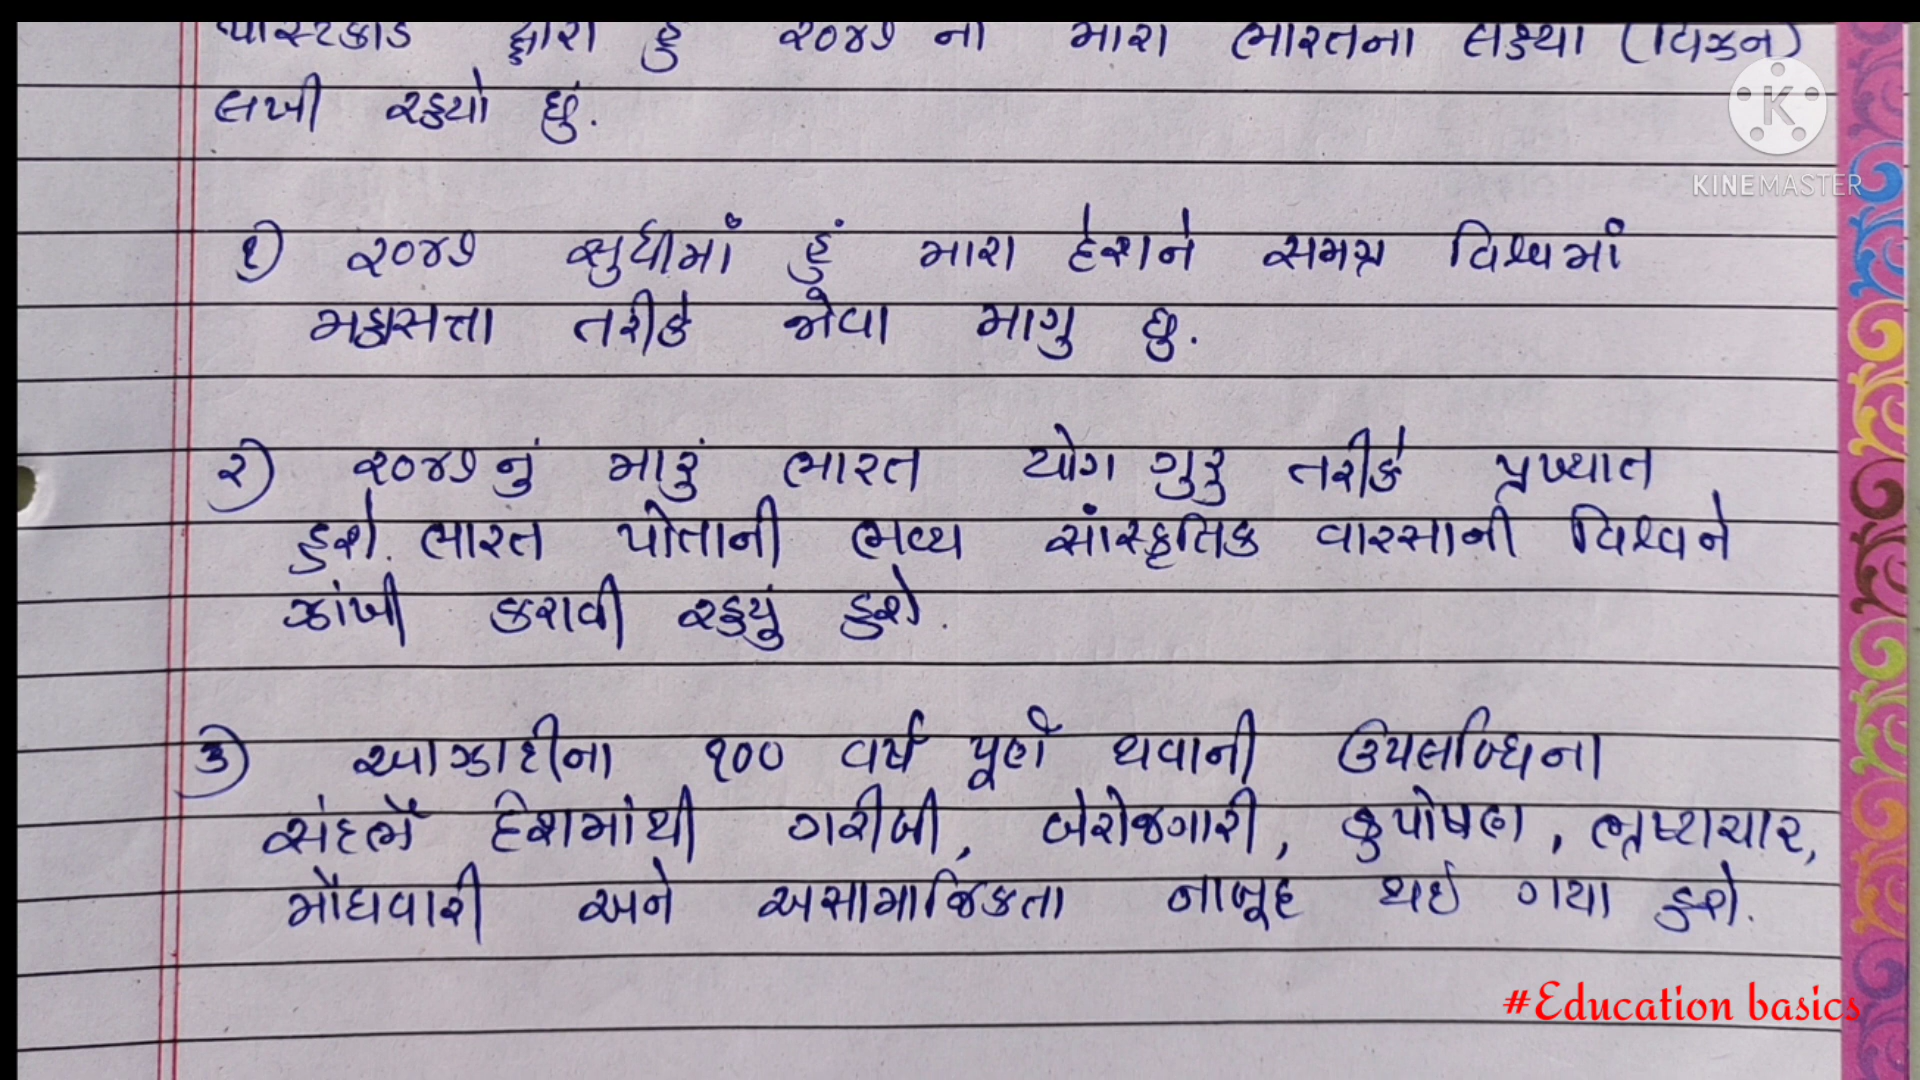 પોસ્ટકાર્ડ દ્વારા હું ૨૦૪૭ ના મારા ભારતના લક્ષ્યો (વિઝન)
લખી રહ્યો છું.
K
KINEMASTER
૧) ૨૦૪૭ સુધીમાં હું મારા દેશને સમગ્ર વિશ્વમાં
મહાસત્તા તરીકે જોવા માગુ છુ.
૨) ૨૦૪૭ નું મારું ભારત યોગ ગુરુ તરીકે પ્રખ્યાત
હશે. ભારત પોતાની ભવ્ય સાંસ્કૃતિક વારસાની વિશ્વને
ઝાંખી કરાવી રહ્યું હશે.
૩) આઝાદીના ૧૦૦ વર્ષ પૂર્ણ થવાની ઉપલબ્ધિના
સંદર્ભે દેશમાંથી ગરીબી, બેરોજગારી, કુપોષણ, ભ્રષ્ટાચાર,
મોંઘવારી અને અસામાજિકતા નાબૂદ થઈ ગયા હશે.
#Education basics